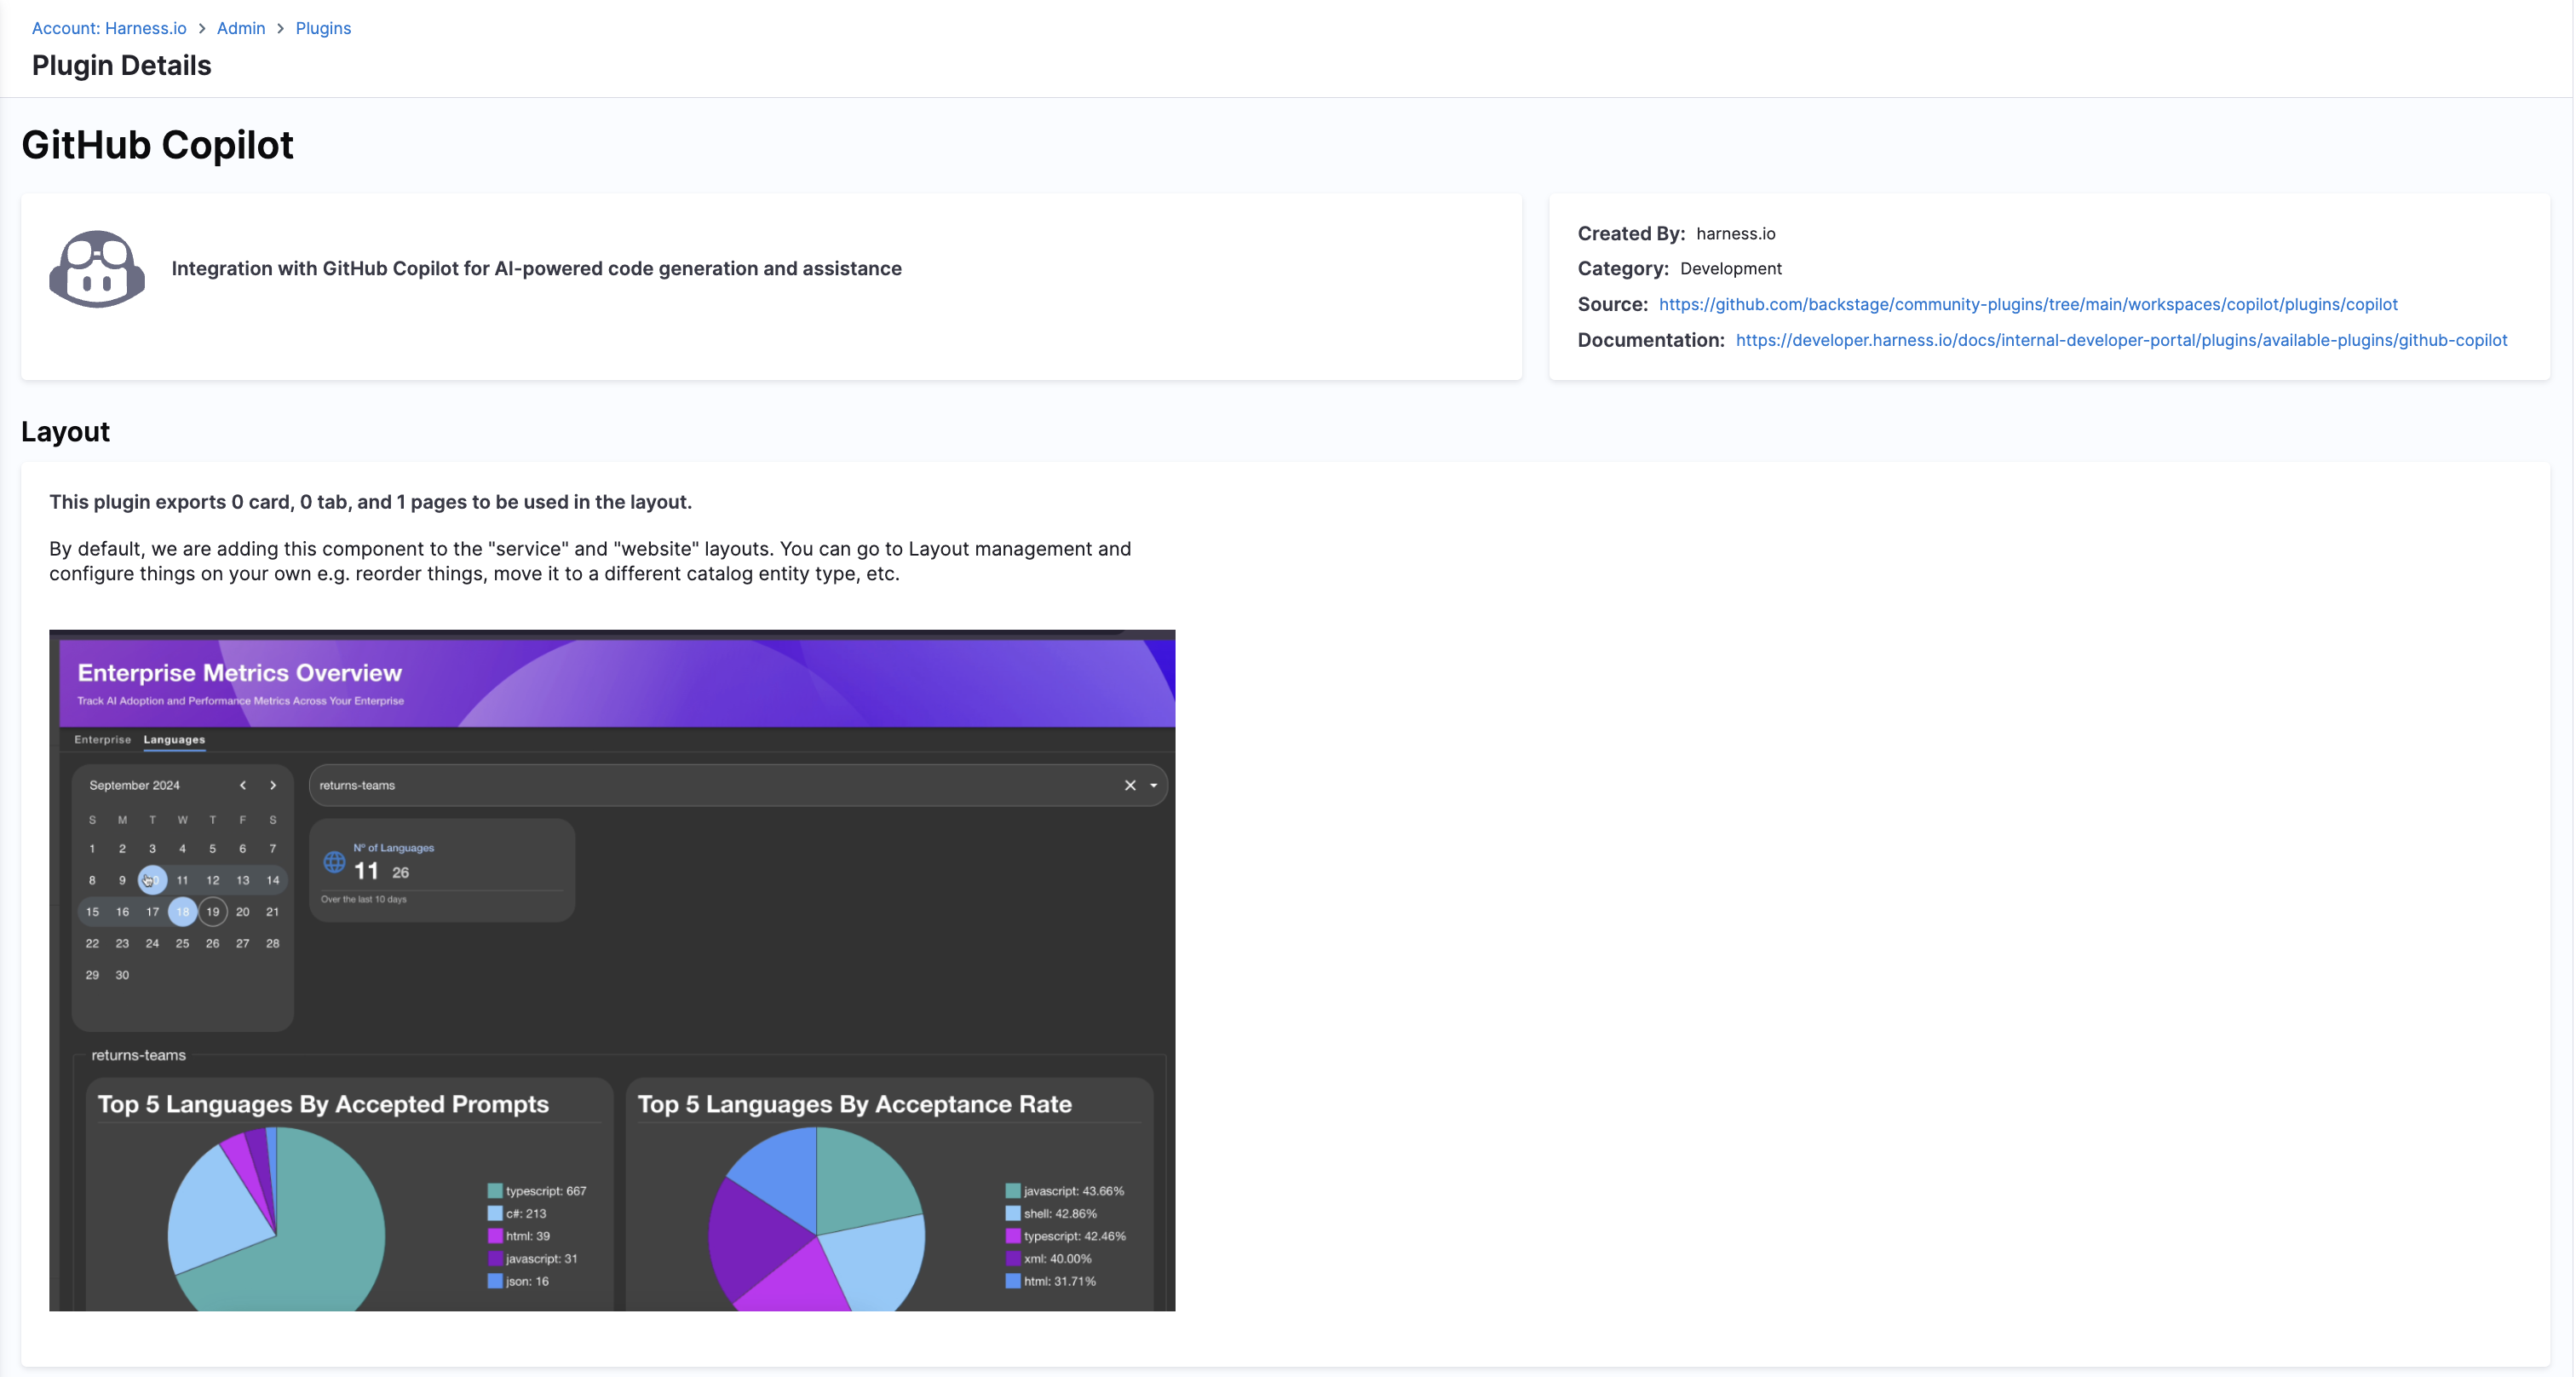 Account: Harness.io > Admin > Plugins
Plugin Details
GitHub Copilot
Integration with GitHub Copilot for AI-powered code generation and assistance
Created By: harness.io
Category: Development
Source: https://github.com/backstage/community-plugins/tree/main/workspaces/copilot/plugins/copilot
Documentation: https://developer.harness.io/docs/internal-developer-portal/plugins/available-plugins/github-copilot
Layout
This plugin exports 0 card, 0 tab, and 1 pages to be used in the layout.
By default, we are adding this component to the "service" and "website" layouts. You can go to Layout management and
configure things on your own e.g. reorder things, move it to a different catalog entity type, etc.
Enterprise Metrics Overview
Track AI Adoption and Performance Metrics Across Your Enterprise
Enterprise Languages
September 2024
S M T W T F S
1 2 3 4 5 6 7
8 9 11 12 13 14
15 16 17 18 19 20 21
22 23 24 25 26 27 28
29 30
returns-teams
Nº of Languages
11 26
Over the last 10 days
returns-teams
Top 5 Languages By Accepted Prompts
typescript: 667
c#: 213
html: 39
javascript: 31
json: 16
Top 5 Languages By Acceptance Rate
javascript: 43.66%
shell: 42.86%
typescript: 42.46%
xml: 40.00%
html: 31.71%